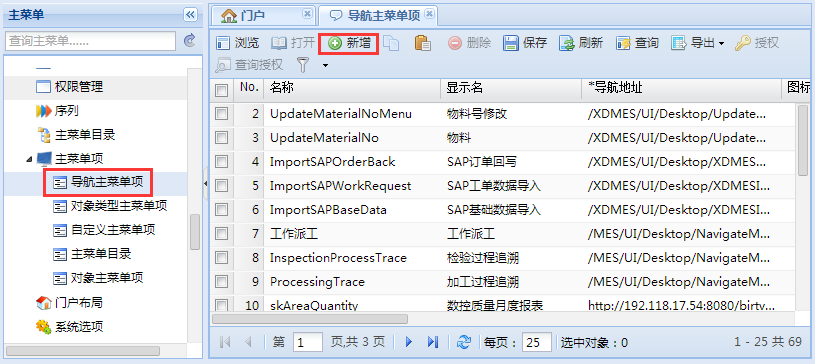 主菜单
查询主菜单......
权限管理
序列
主菜单目录
主菜单项
导航主菜单项
对象类型主菜单项
自定义主菜单项
主菜单目录
对象主菜单项
门户布局
系统选项
门户 导航主菜单项
浏览 打开 新增 删除 保存 刷新 查询 导出 授权
查询授权
No. 名称 显示名 *导航地址 图标
2 UpdateMaterialNoMenu 物料号修改 /XDMES/UI/Desktop/Update...
3 UpdateMaterialNo 物料 /XDMES/UI/Desktop/Update...
4 ImportSAPOrderBack SAP订单回写 /XDMES/UI/Desktop/XDMESI...
5 ImportSAPWorkRequest SAP工单数据导入 /XDMES/UI/Desktop/XDMESI...
6 ImportSAPBaseData SAP基础数据导入 /XDMES/UI/Desktop/XDMESI...
7 工作派工 工作派工 /MES/UI/Desktop/NavigateM...
8 InspectionProcessTrace 检验过程追溯 /MES/UI/Desktop/NavigateM...
9 ProcessingTrace 加工过程追溯 /MES/UI/Desktop/NavigateM...
10 skAreaQuantity 数控质量月度报表 http://192.118.17.54:8080/birtv...
第 1 页,共 3 页 每页: 25 选中对象:0 1 - 25 共 69